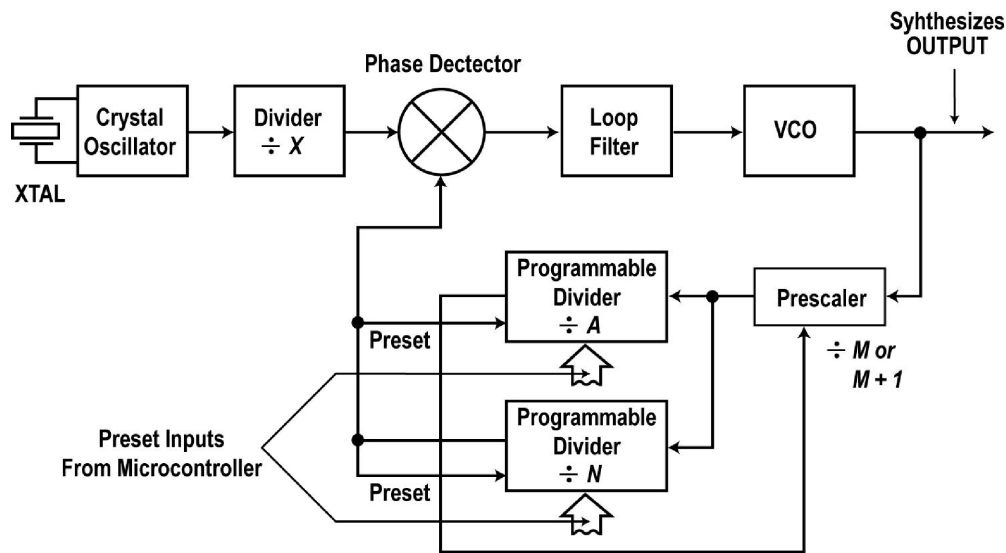 Syhthesizes
OUTPUT
Phase Dectector
Crystal
Oscillator
Divider
÷ X
Loop
Filter
VCO
XTAL
Programmable
Divider
÷ A
Prescaler
÷ M or
M + 1
Preset
Programmable
Divider
÷ N
Preset Inputs
From Microcontroller
Preset